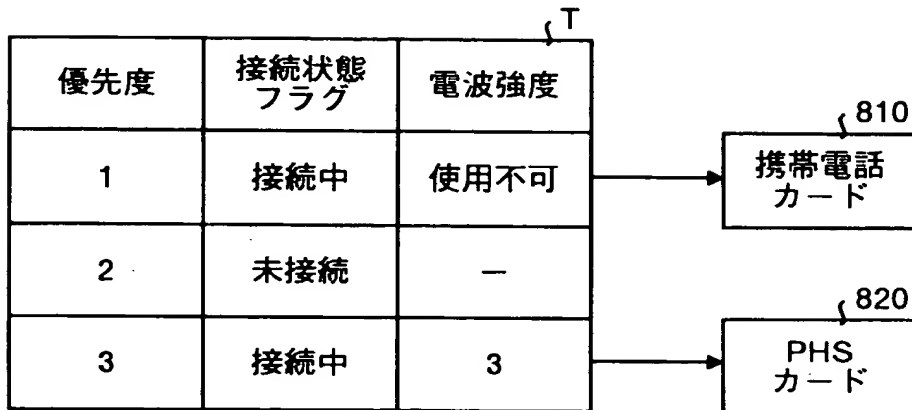 T
優先度
接続状態
フラグ
電波強度
1
接続中
使用不可
810
携帯電話
カード
2
未接続
—
3
接続中
3
820
PHS
カード